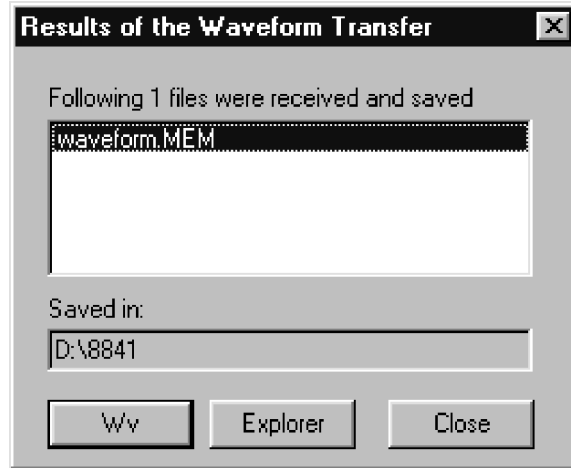 Results of the Waveform Transfer
Following 1 files were received and saved
waveform.MEM
Saved in:
D:\8841
Wv
Explorer
Close